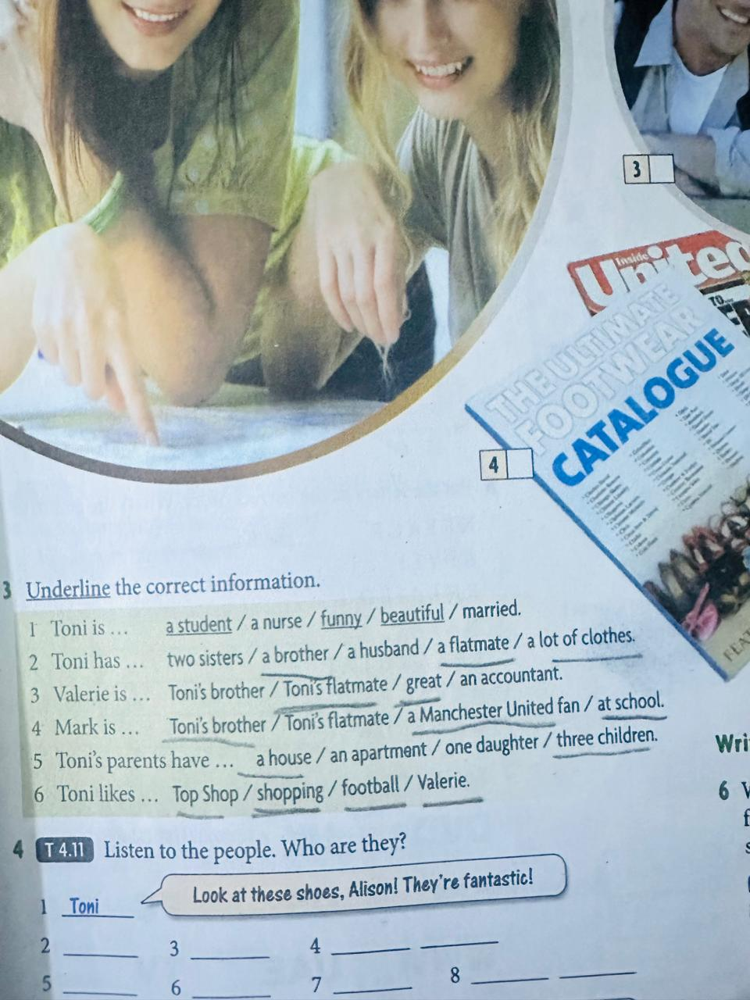 3
Inside
United
TO
THE ULTIMATE
FOOTWEAR
CATALOGUE
4
3 Underline the correct information.
1 Toni is … a student / a nurse / funny / beautiful / married.
2 Toni has … two sisters / a brother / a husband / a flatmate / a lot of clothes.
3 Valerie is … Toni's brother / Toni's flatmate / great / an accountant.
4 Mark is … Toni's brother / Toni's flatmate / a Manchester United fan / at school.
5 Toni's parents have … a house / an apartment / one daughter / three children.
6 Toni likes … Top Shop / shopping / football / Valerie.
Wri
6
4 T 4.11 Listen to the people. Who are they?
Look at these shoes, Alison! They're fantastic!
1 Toni
2 3 4
5 6 7 8